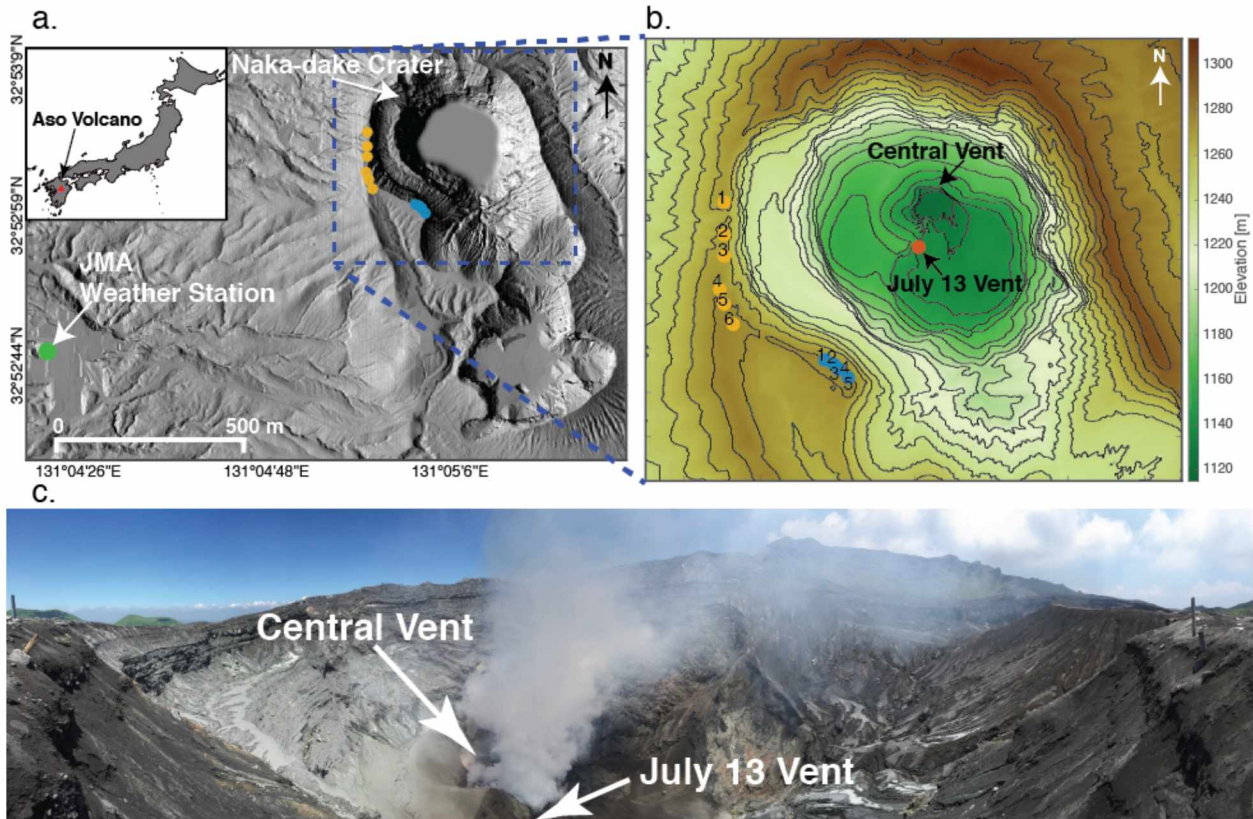 a.
32°53'9"N
32°52'59"N
32°52'44"N
Aso Volcano
Naka-dake Crater
N
JMA
Weather Station
0
500 m
131°04'26"E
131°04'48"E
131°05'6"E
b.
N
Central Vent
July 13 Vent
1
2
3
4
5
6
12
3
4
5
1300
1280
1260
1240
1220
1200
1180
1160
1140
1120
Elevation [m]
c.
Central Vent
July 13 Vent